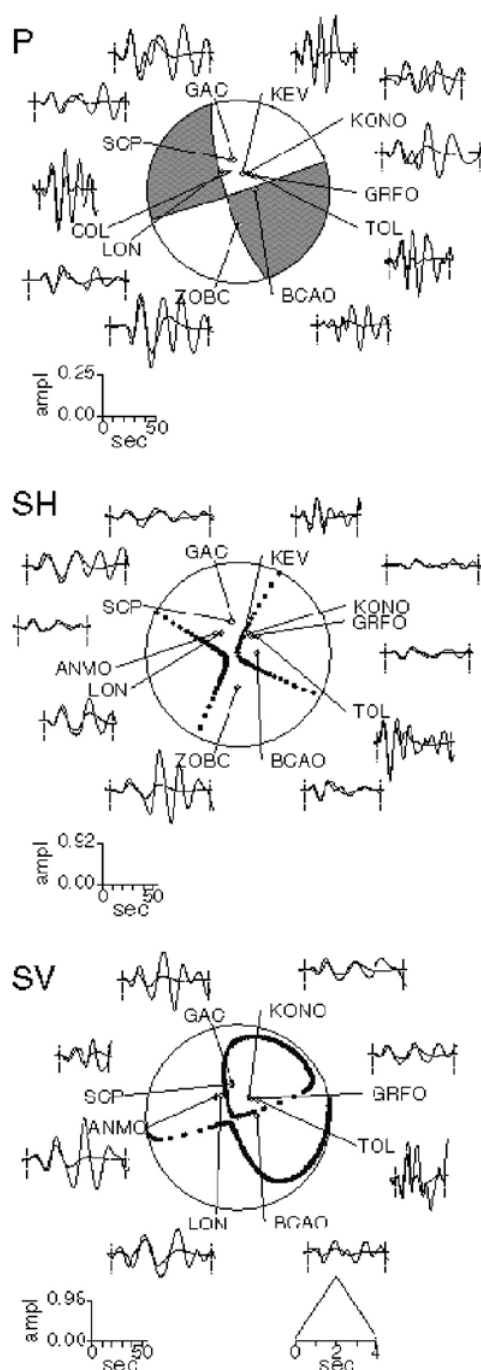 P
GAC KEV
KONO
SCP
GRFO
COL
LON
TOL
ZOBC BCAO
0.25
ampl
0.00
0 50
sec
SH
GAC KEV
SCP
KONO
GRFO
ANMO
LON
TOL
ZOBC BCAO
0.92
ampl
0.00
0 50
sec
SV
GAC KONO
SCP
GRFO
ANMO
TOL
LON BCAO
0.96
ampl
0.00
0 50
sec
0 2 4
sec